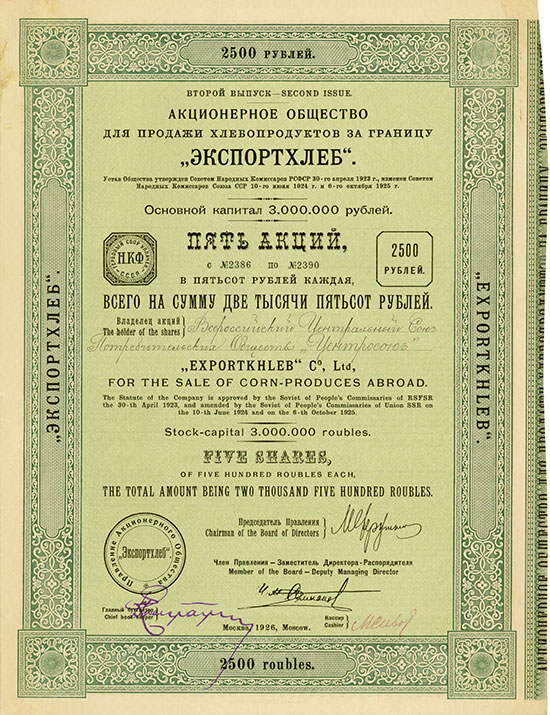 2500 РУБЛЕЙ.
ВТОРОЙ ВЫПУСК — SECOND ISSUE.
АКЦИОНЕРНОЕ ОБЩЕСТВО
ДЛЯ ПРОДАЖИ ХЛЕБОПРОДУКТОВ ЗА ГРАНИЦУ
„ЭКСПОРТХЛЕБ“.
Устав Общества утвержден Советом Народных Комиссаров РСФСР 30-го апреля 1923 г., изменен Советом
Народных Комиссаров Союза ССР 10-го июня 1924 г. и 6-го октября 1925 г.
Основной капитал 3.000.000 рублей.
ПЯТЬ АКЦИЙ,
с №2386 по №2390
В ПЯТЬСОТ РУБЛЕЙ КАЖДАЯ,
ВСЕГО НА СУММУ ДВЕ ТЫСЯЧИ ПЯТЬСОТ РУБЛЕЙ.
ГЕРБОВЫЙ СБОР УПЛАЧЕН
Н.К.Ф.
С.С.С.Р.
2500
РУБЛЕЙ.
Владелец акций
The holder of the shares
Всероссийский Центральный Союз
Потребительских Обществ „Центросоюз"
„EXPORTKHLEB“ Cº, Ltd,
FOR THE SALE OF CORN-PRODUCES ABROAD.
The Statute of the Company is approved by the Soviet of People's Commissaries of RSFSR
the 30-th April 1923, and amended by the Soviet of People's Commissaries of Union SSR on
the 10-th June 1924 and on the 6-th October 1925.
Stock-capital 3.000.000 roubles.
FIVE SHARES,
OF FIVE HUNDRED ROUBLES EACH,
THE TOTAL AMOUNT BEING TWO THOUSAND FIVE HUNDRED ROUBLES.
Председатель Правления
Chairman of the Board of Directors
Член Правления — Заместитель Директора-Распорядителя
Member of the Board — Deputy Managing Director
Правление Акционерного Общества
„Экспортхлеб“.
Главный бухгалтер
Chief book-keeper
Москва, 1926, Moscow.
Кассир
Cashier
2500 roubles.
„ЭКСПОРТХЛЕБ“.
„EXPORTKHLEB“.